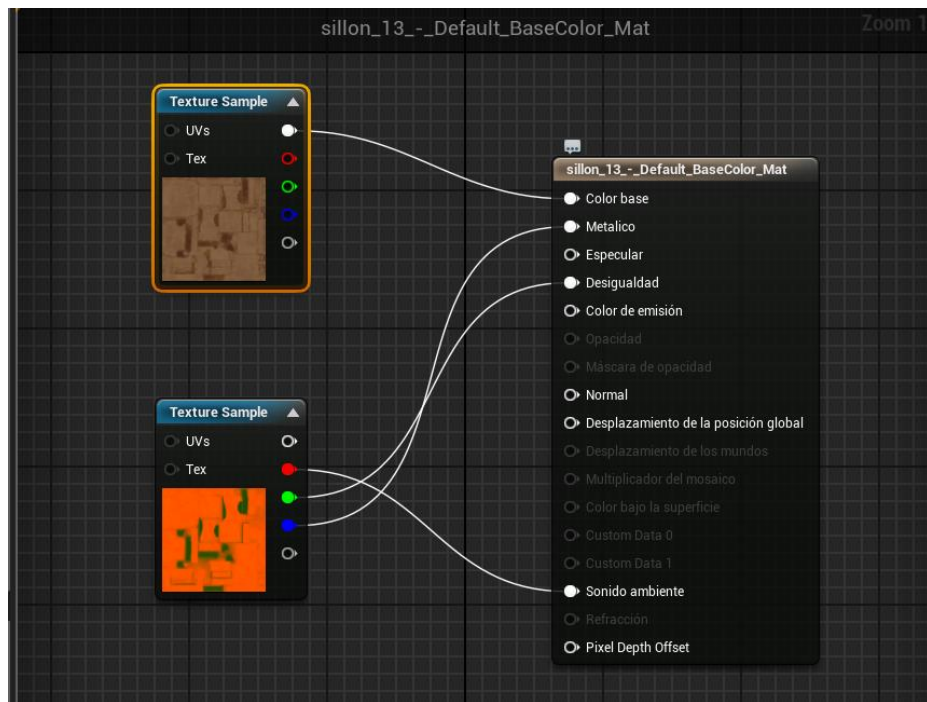 sillon_13_-_Default_BaseColor_Mat
Zoom 1
Texture Sample
UVs
Tex
sillon_13_-_Default_BaseColor_Mat
Color base
Metalico
Especular
Desigualdad
Color de emisión
Opacidad
Máscara de opacidad
Normal
Desplazamiento de la posición global
Desplazamiento de los mundos
Multiplicador del mosaico
Color bajo la superficie
Custom Data 0
Custom Data 1
Sonido ambiente
Refracción
Pixel Depth Offset
Texture Sample
UVs
Tex